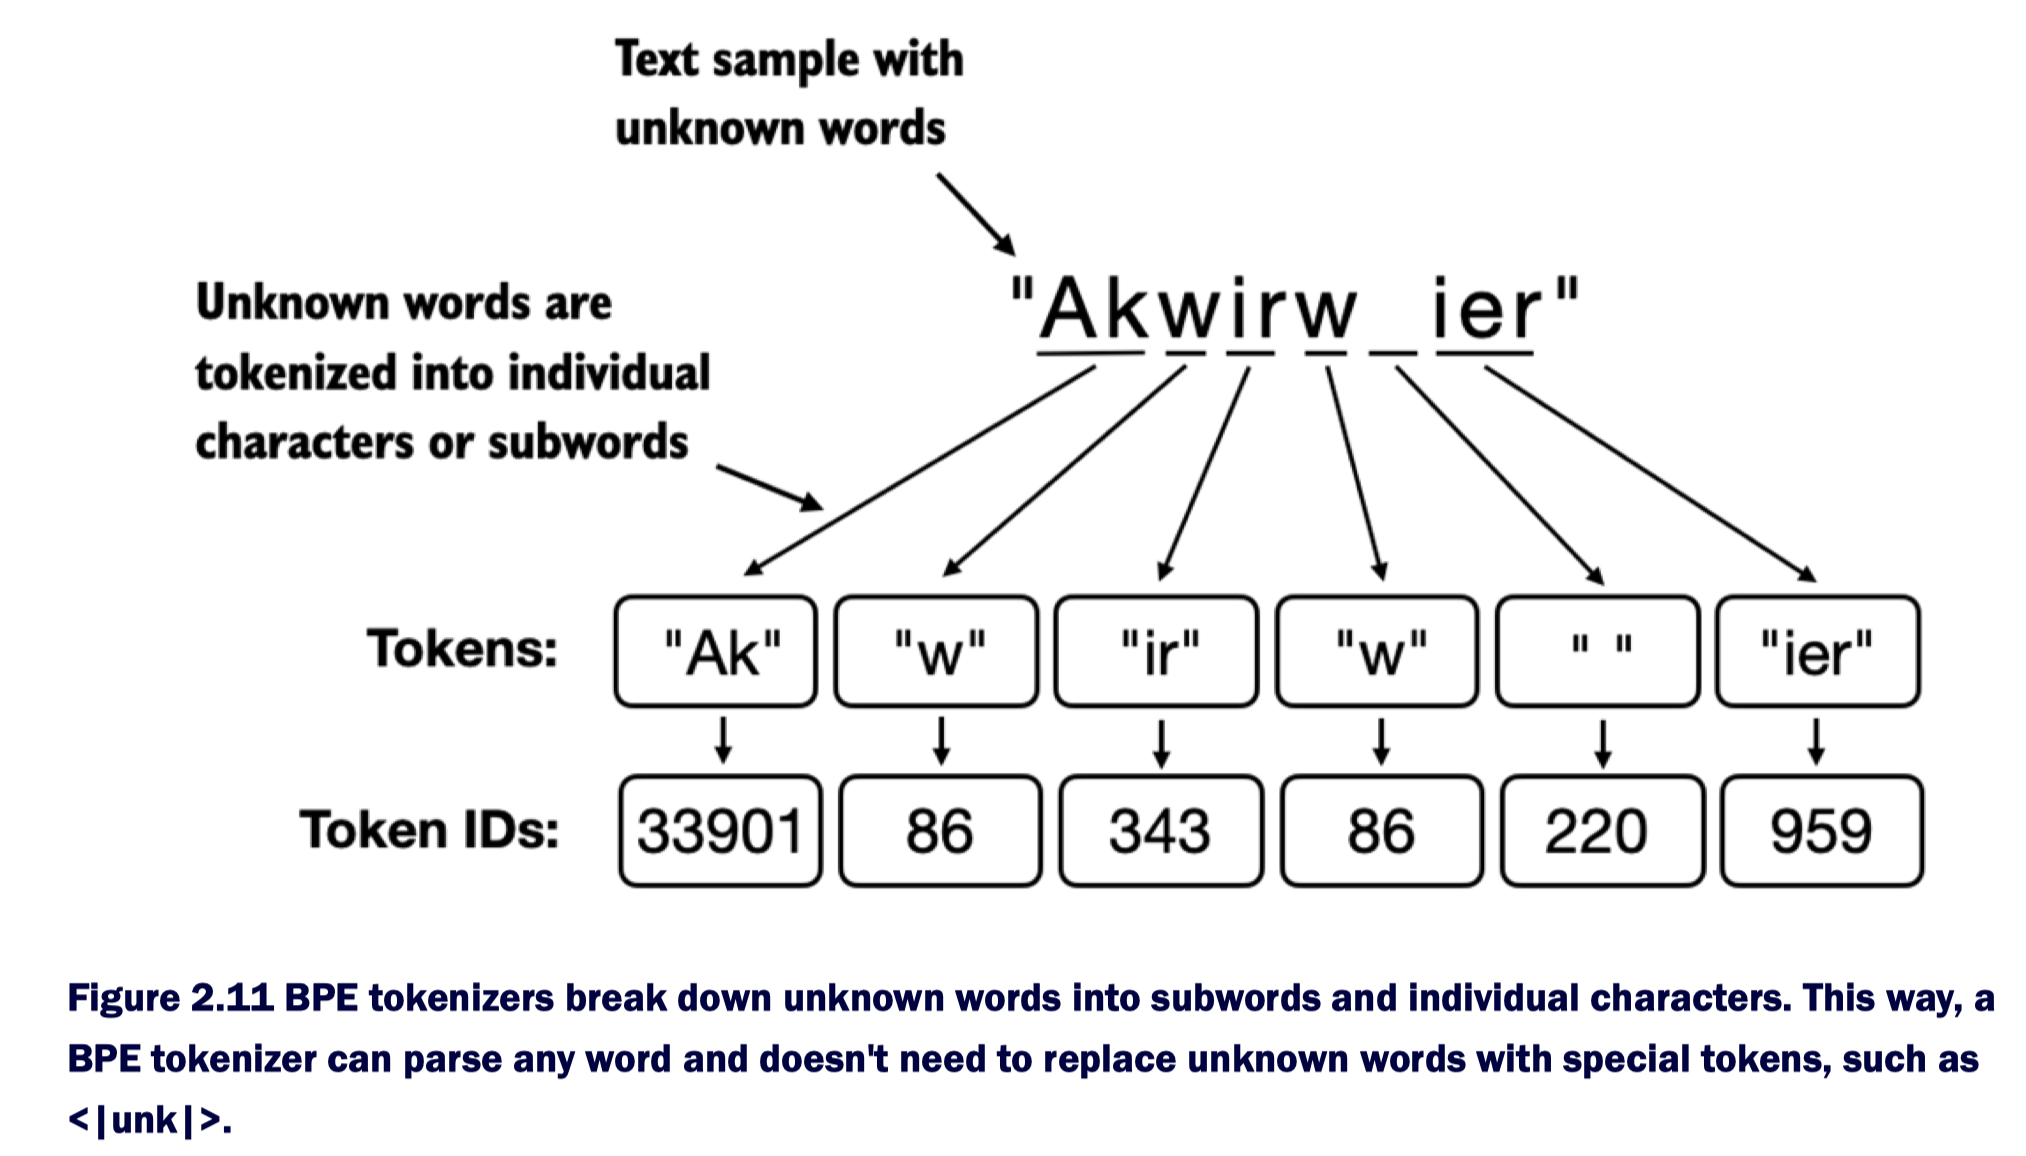 Text sample with
unknown words
"Akwirw ier"
Unknown words are
tokenized into individual
characters or subwords
Tokens: "Ak" "w" "ir" "w" " " "ier"
Token IDs: 33901 86 343 86 220 959
Figure 2.11 BPE tokenizers break down unknown words into subwords and individual characters. This way, a
BPE tokenizer can parse any word and doesn't need to replace unknown words with special tokens, such as
<|unk|>.